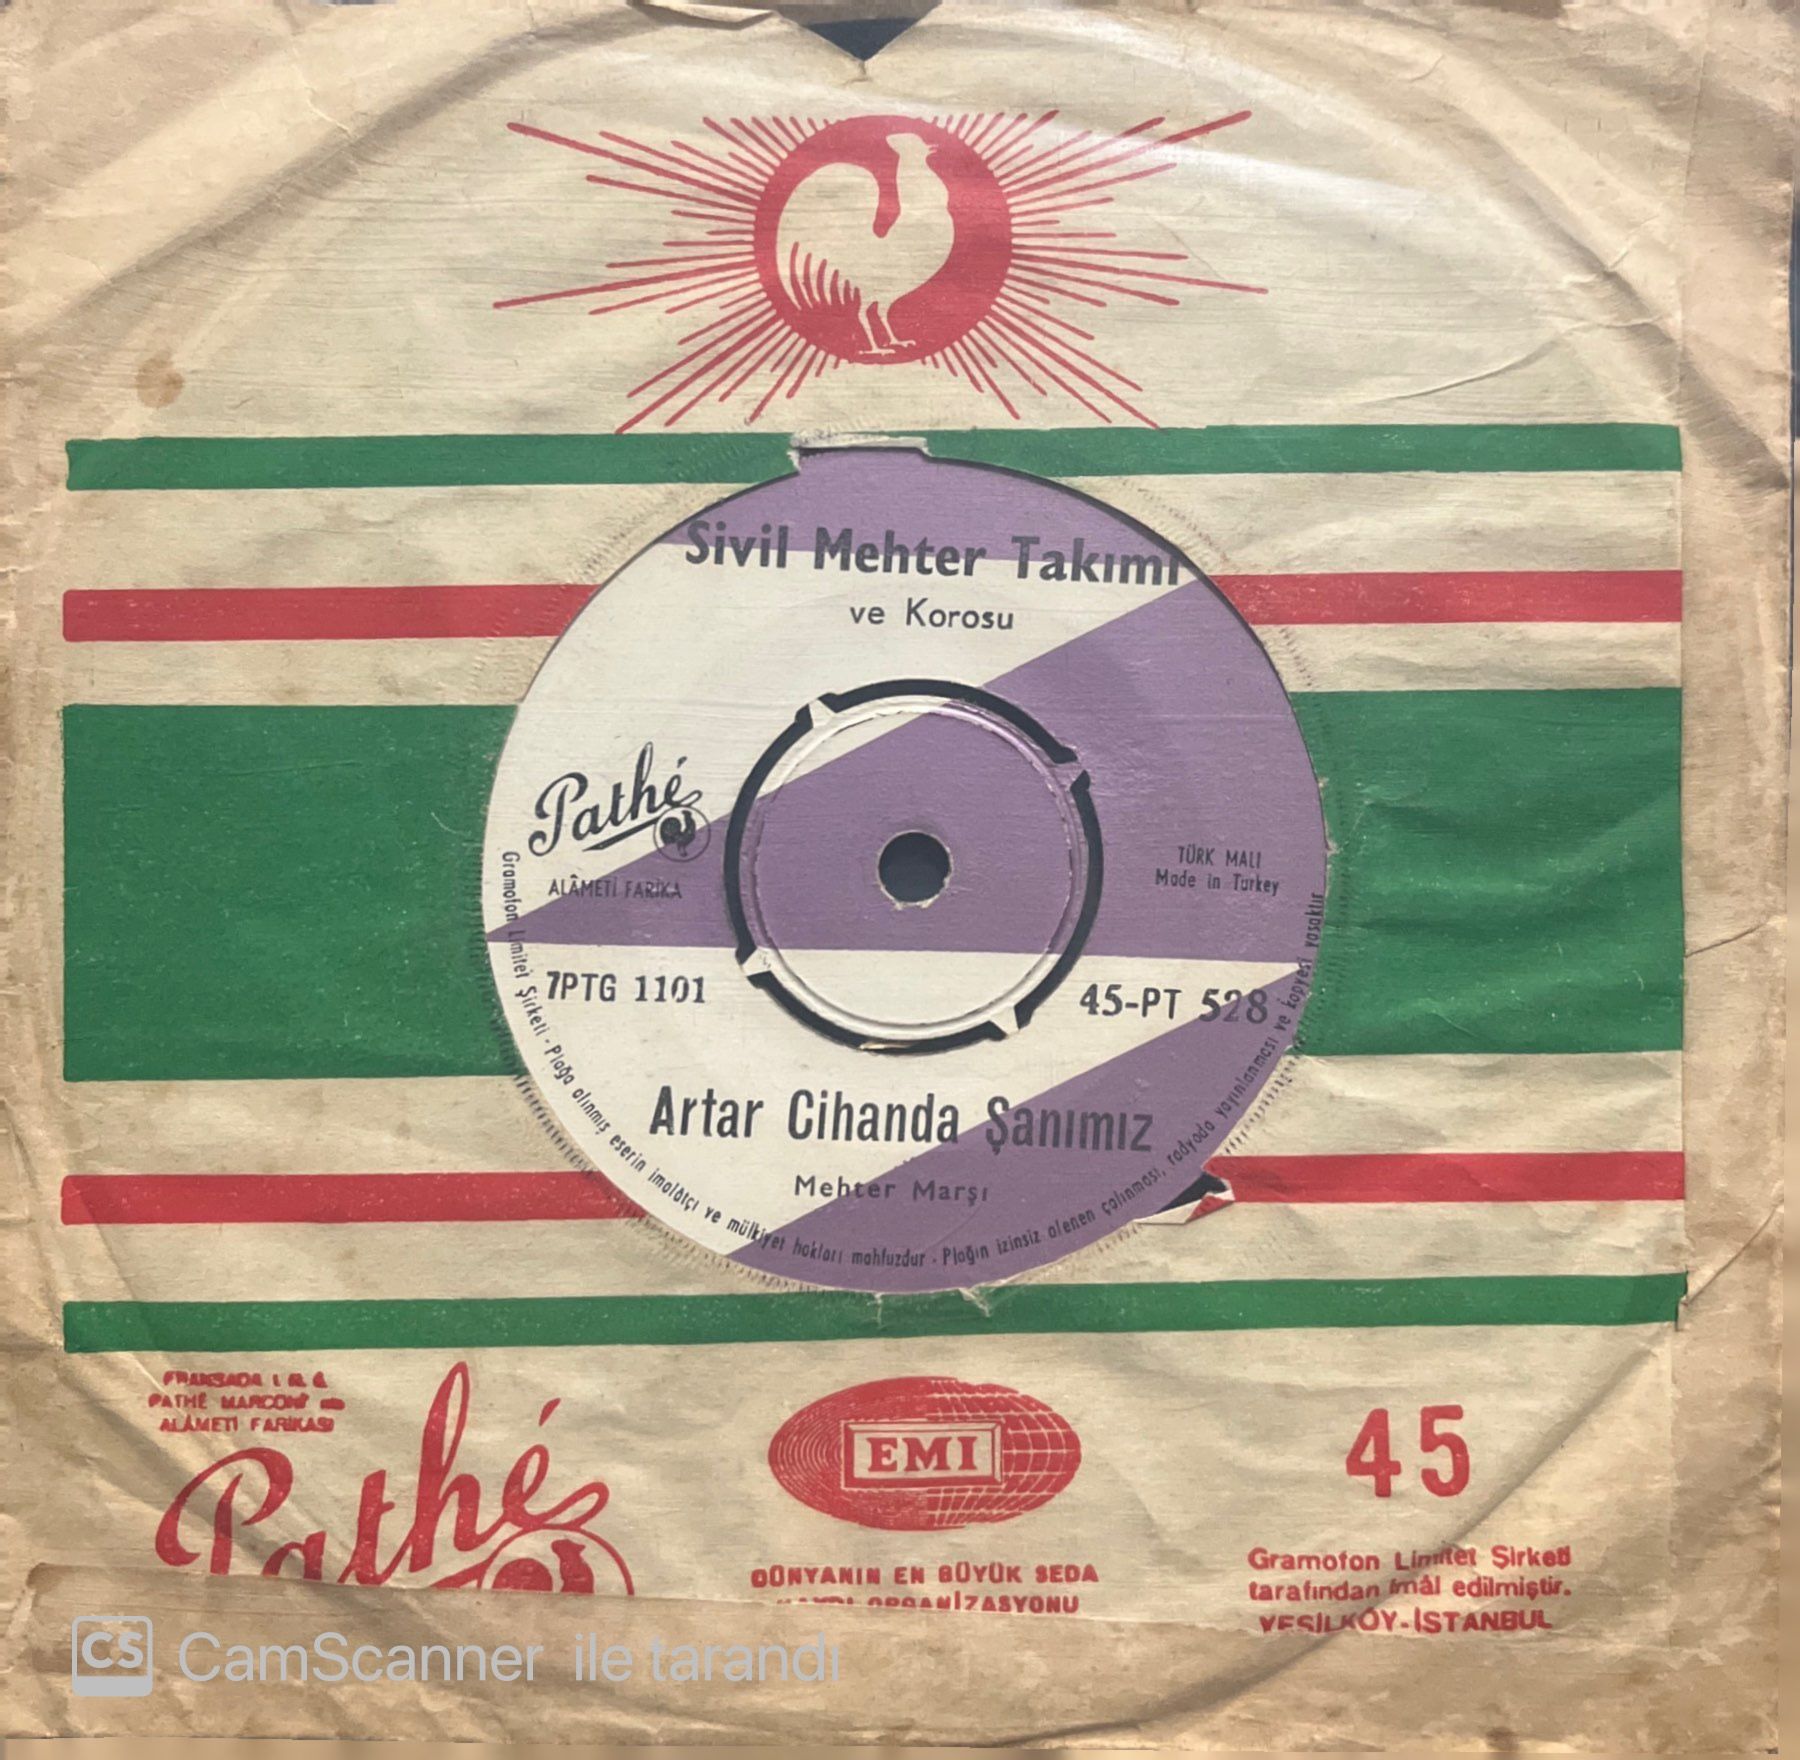 Sivil Mehter Takımı
ve Korosu
Pathé
ALÂMETİ FARİKA
TÜRK MALI
Made in Turkey
7PTG 1101
45-PT 528
Artar Cihanda Şanımız
Mehter Marşı
Gramofon Limitet Şirketi - Plağa alınmış eserin imalâtçı ve mülkiyet hakları mahfuzdur - Plağın izinsiz alenen çalınması, radyoda yayınlanması ve kopyesi yasaktır
PATHÉ MARCONİ
ALÂMETİ FARİKASI
Pathé
EMI
DÜNYANIN EN BÜYÜK SEDA
ORGANİZASYONU
45
Gramofon Limitet Şirketi
tarafından imâl edilmiştir.
YEŞİLKÖY-İSTANBUL
CS CamScanner ile tarandı